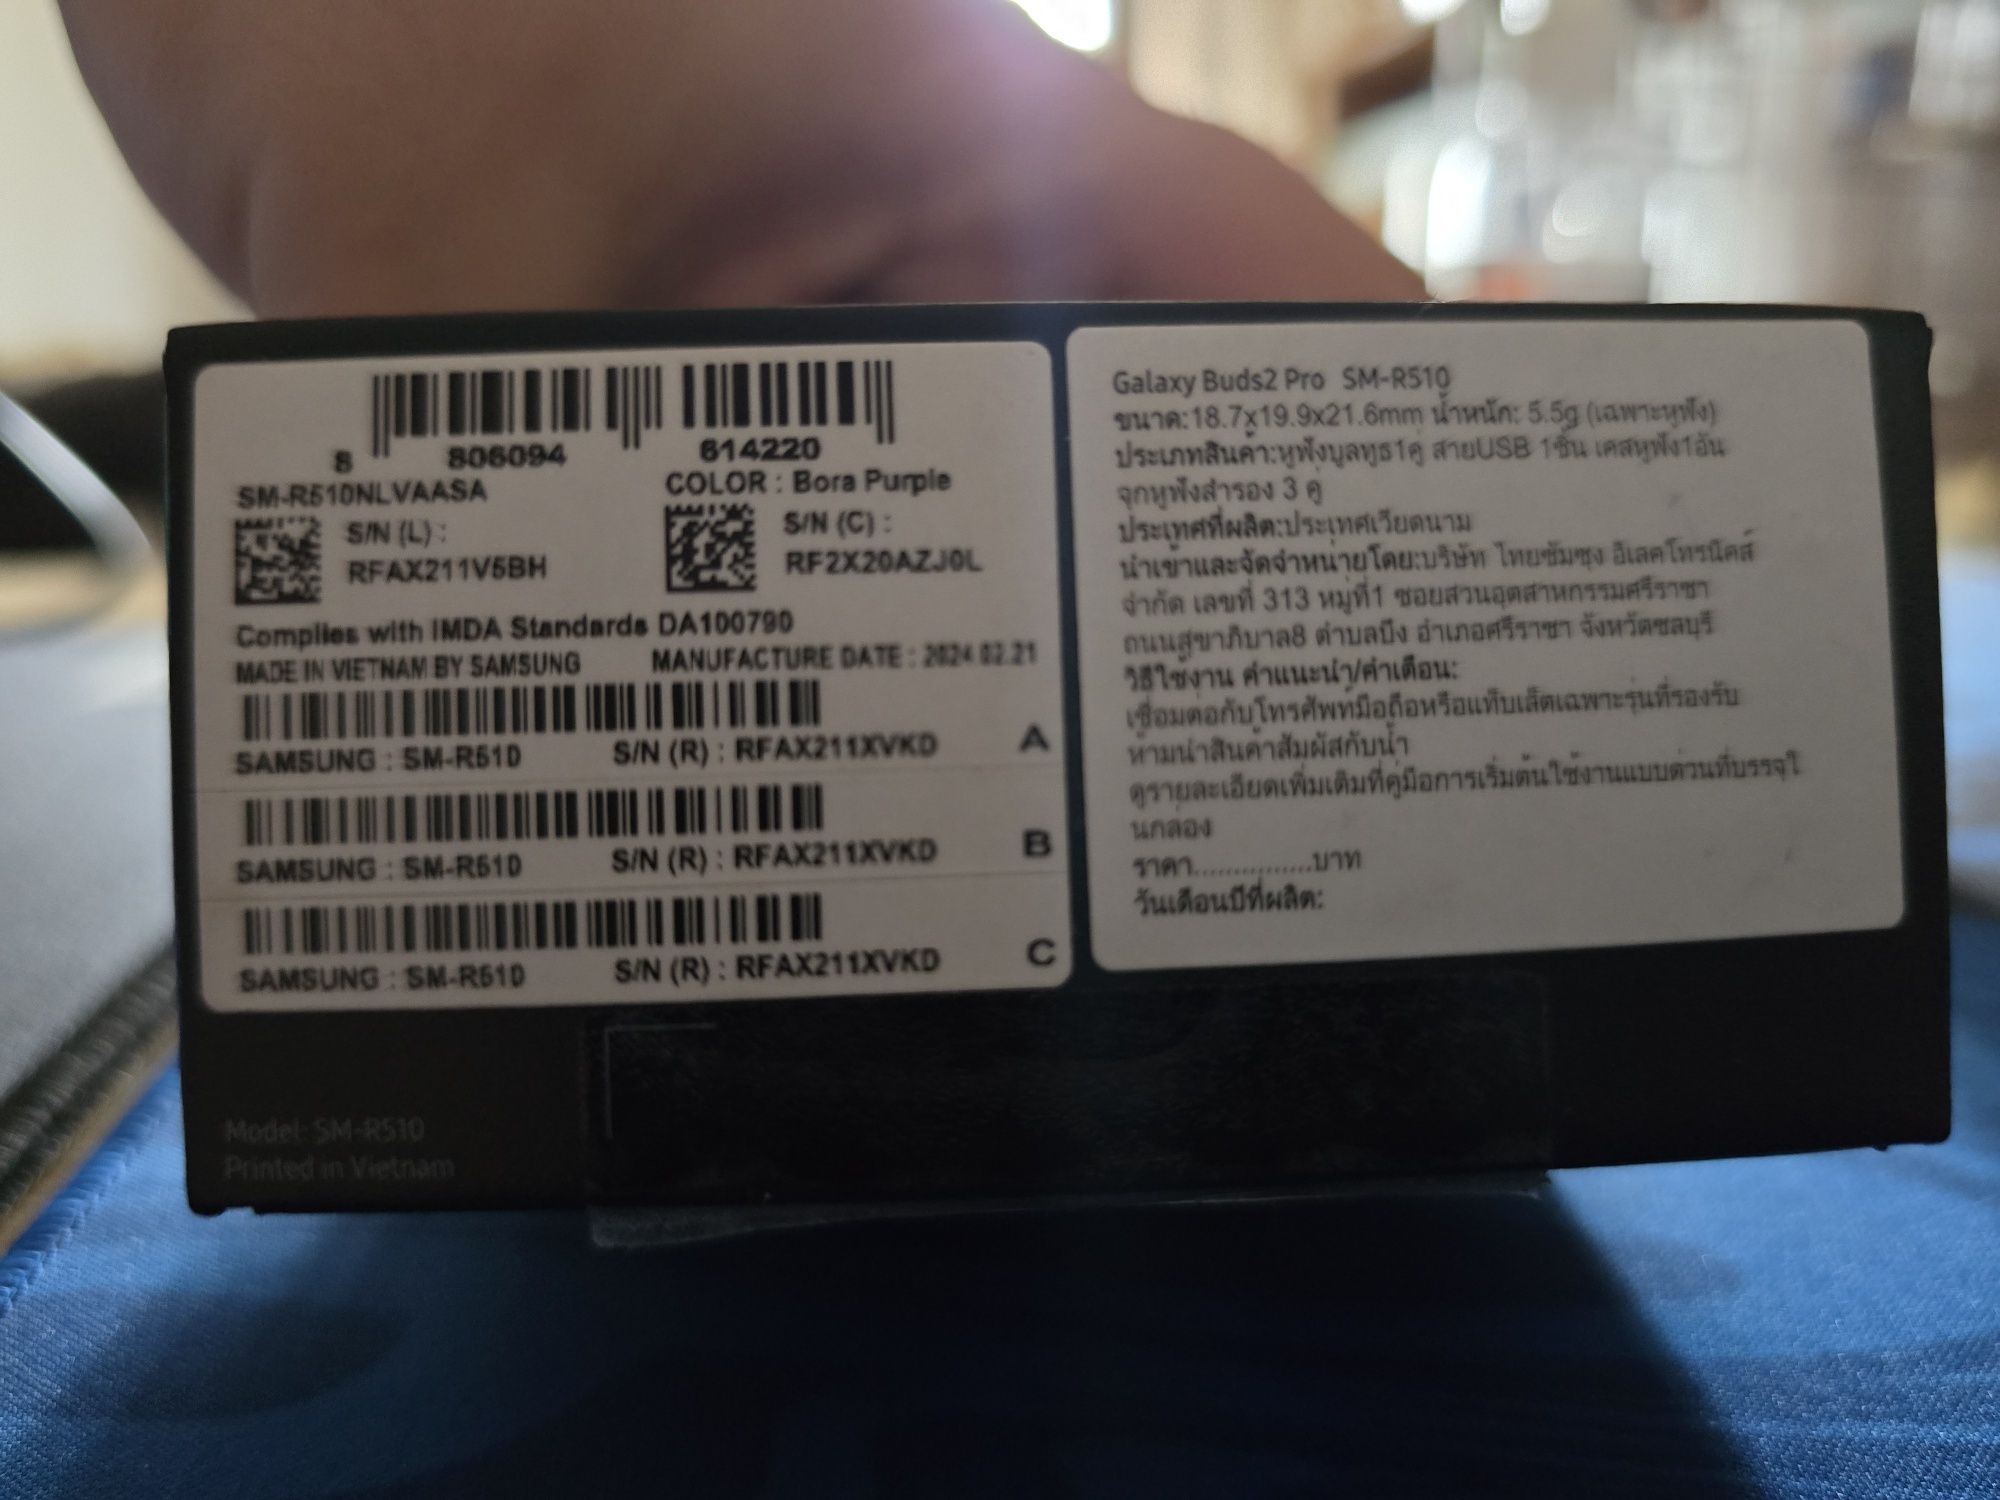 8 806094 614220
SM-R510NLVAASA COLOR : Bora Purple
S/N (L) :
RFAX211V5BH
S/N (C) :
RF2X20AZJ0L
Complies with IMDA Standards DA100790
MADE IN VIETNAM BY SAMSUNG MANUFACTURE DATE : 2024.02.21
SAMSUNG : SM-R510 S/N (R) : RFAX211XVKD A
SAMSUNG : SM-R510 S/N (R) : RFAX211XVKD B
SAMSUNG : SM-R510 S/N (R) : RFAX211XVKD C
Galaxy Buds2 Pro SM-R510
ขนาด:18.7x19.9x21.6mm น้ำหนัก: 5.5g (เฉพาะหูฟัง)
ประเภทสินค้า:หูฟังบูลทูธ1คู่ สายUSB 1ชิ้น เคสหูฟัง1อัน
จุกหูฟังสำรอง 3 คู่
ประเทศที่ผลิต:ประเทศเวียดนาม
นำเข้าและจัดจำหน่ายโดย:บริษัท ไทยซัมซุง อิเลคโทรนิคส์
จำกัด เลขที่ 313 หมู่ที่1 ซอยสวนอุตสาหกรรมศรีราชา
ถนนสุขาภิบาล8 ตำบลบึง อำเภอศรีราชา จังหวัดชลบุรี
วิธีใช้งาน คำแนะนำ/คำเตือน:
เชื่อมต่อกับโทรศัพท์มือถือหรือแท็บเล็ตเฉพาะรุ่นที่รองรับ
ห้ามนำสินค้าสัมผัสกับน้ำ
ดูรายละเอียดเพิ่มเติมที่คู่มือการเริ่มต้นใช้งานแบบด่วนที่บรรจุใ
นกล่อง
ราคา...............บาท
วันเดือนปีที่ผลิต:
Model: SM-R510
Printed in Vietnam